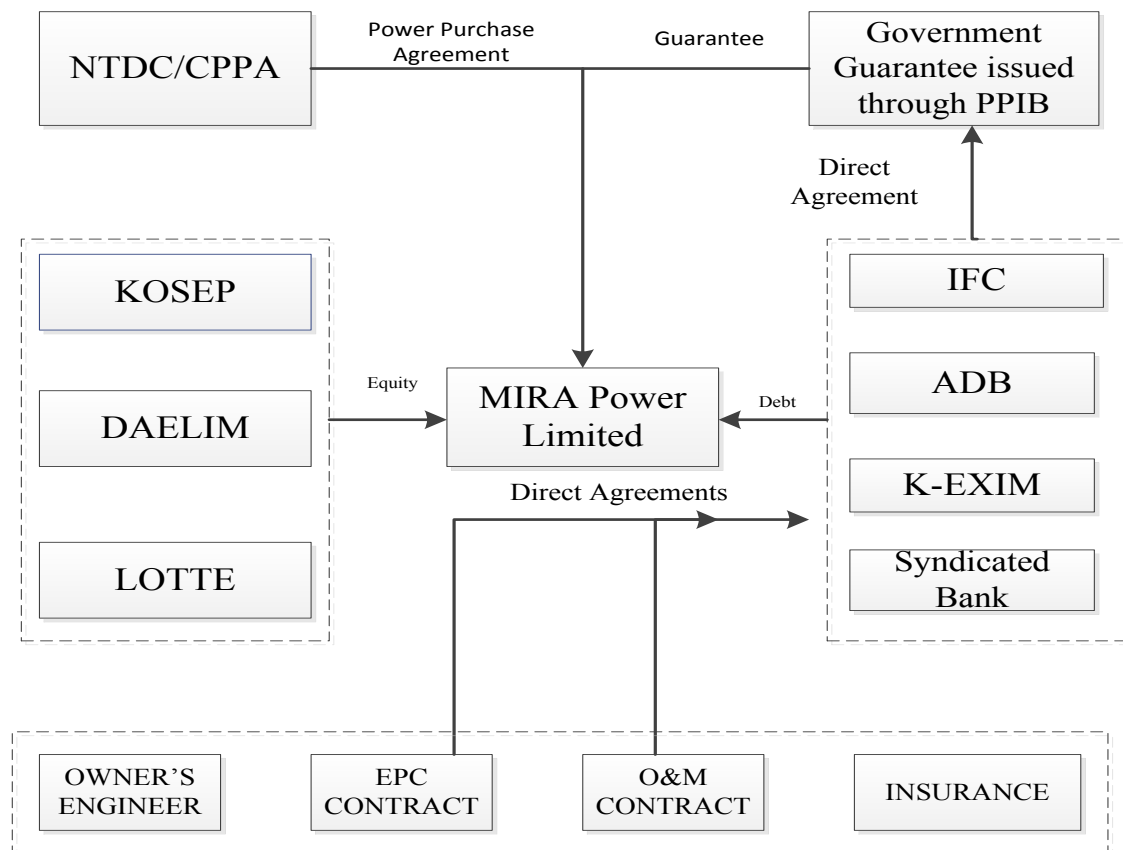 NTDC/CPPA
Power Purchase
Agreement
Guarantee
Government
Guarantee issued
through PPIB
Direct
Agreement
KOSEP
DAELIM
LOTTE
Equity
MIRA Power
Limited
Debt
Direct Agreements
IFC
ADB
K-EXIM
Syndicated
Bank
OWNER’S
ENGINEER
EPC
CONTRACT
O&M
CONTRACT
INSURANCE